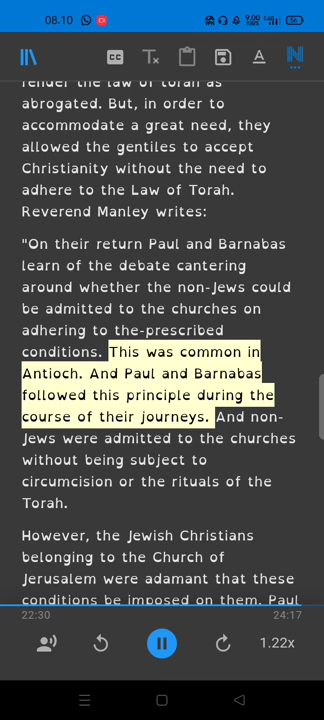 08.10
9.00
KB/S
56
CC
A
N
render the law of torah as
abrogated. But, in order to
accommodate a great need, they
allowed the gentiles to accept
Christianity without the need to
adhere to the Law of Torah.
Reverend Manley writes:
"On their return Paul and Barnabas
learn of the debate cantering
around whether the non-Jews could
be admitted to the churches on
adhering to the-prescribed
conditions. This was common in
Antioch. And Paul and Barnabas
followed this principle during the
course of their journeys. And non-
Jews were admitted to the churches
without being subject to
circumcision or the rituals of the
Torah.
However, the Jewish Christians
belonging to the Church of
Jerusalem were adamant that these
conditions be imposed on them. Paul
22:30
24:17
1.22x